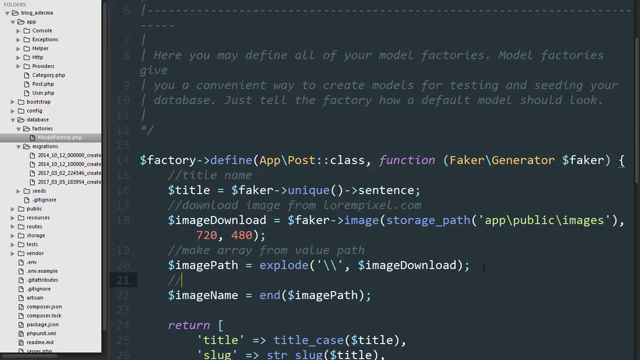 FOLDERS
blog_adecma
app
Console
Exceptions
Helper
Http
Providers
Category.php
Post.php
User.php
bootstrap
config
database
factories
ModelFactory.php
migrations
2014_10_12_000000_create
2014_10_12_100000_create
2017_03_02_224546_create
2017_03_05_183954_create
.gitignore
seeds
.gitignore
public
resources
routes
storage
tests
vendor
.env
.env.example
.gitattributes
.gitignore
artisan
composer.json
composer.lock
package.json
phpunit.xml
readme.md
server.php
6 |--------------------------------------------------------------------------
7 |
8 | Here you may define all of your model factories. Model factories
give
9 | you a convenient way to create models for testing and seeding your
10 | database. Just tell the factory how a default model should look.
11 |
12 */
13
14 $factory->define(App\Post::class, function (Faker\Generator $faker) {
15 //title name
16 $title = $faker->unique()->sentence;
17 //download image from lorempixel.com
18 $imageDownload = $faker->image(storage_path('app\public\images'),
720, 480);
19 //make array from value path
20 $imagePath = explode('\\', $imageDownload);
21 //
22 $imageName = end($imagePath);
23
24 return [
25 'title' => title_case($title),
26 'slug' => str_slug($title),